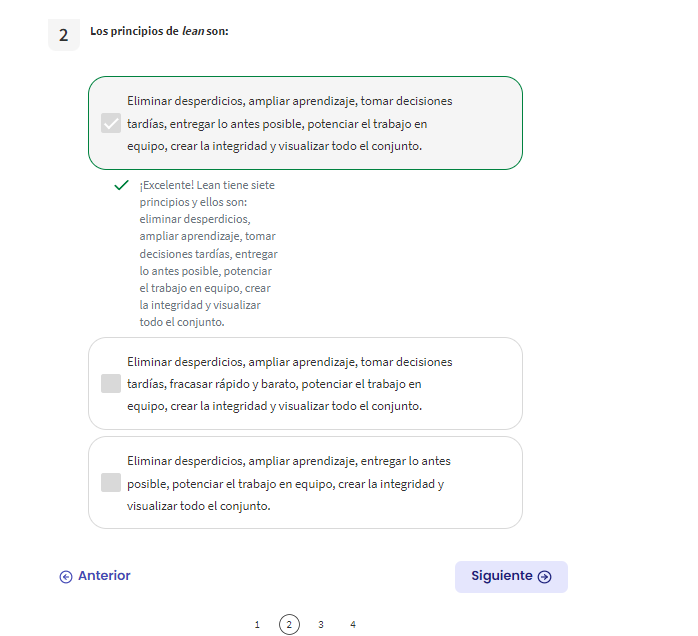 2 Los principios de lean son:
Eliminar desperdicios, ampliar aprendizaje, tomar decisiones
tardías, entregar lo antes posible, potenciar el trabajo en
equipo, crear la integridad y visualizar todo el conjunto.
¡Excelente! Lean tiene siete
principios y ellos son:
eliminar desperdicios,
ampliar aprendizaje, tomar
decisiones tardías, entregar
lo antes posible, potenciar
el trabajo en equipo, crear
la integridad y visualizar
todo el conjunto.
Eliminar desperdicios, ampliar aprendizaje, tomar decisiones
tardías, fracasar rápido y barato, potenciar el trabajo en
equipo, crear la integridad y visualizar todo el conjunto.
Eliminar desperdicios, ampliar aprendizaje, entregar lo antes
posible, potenciar el trabajo en equipo, crear la integridad y
visualizar todo el conjunto.
Anterior Siguiente
1 2 3 4